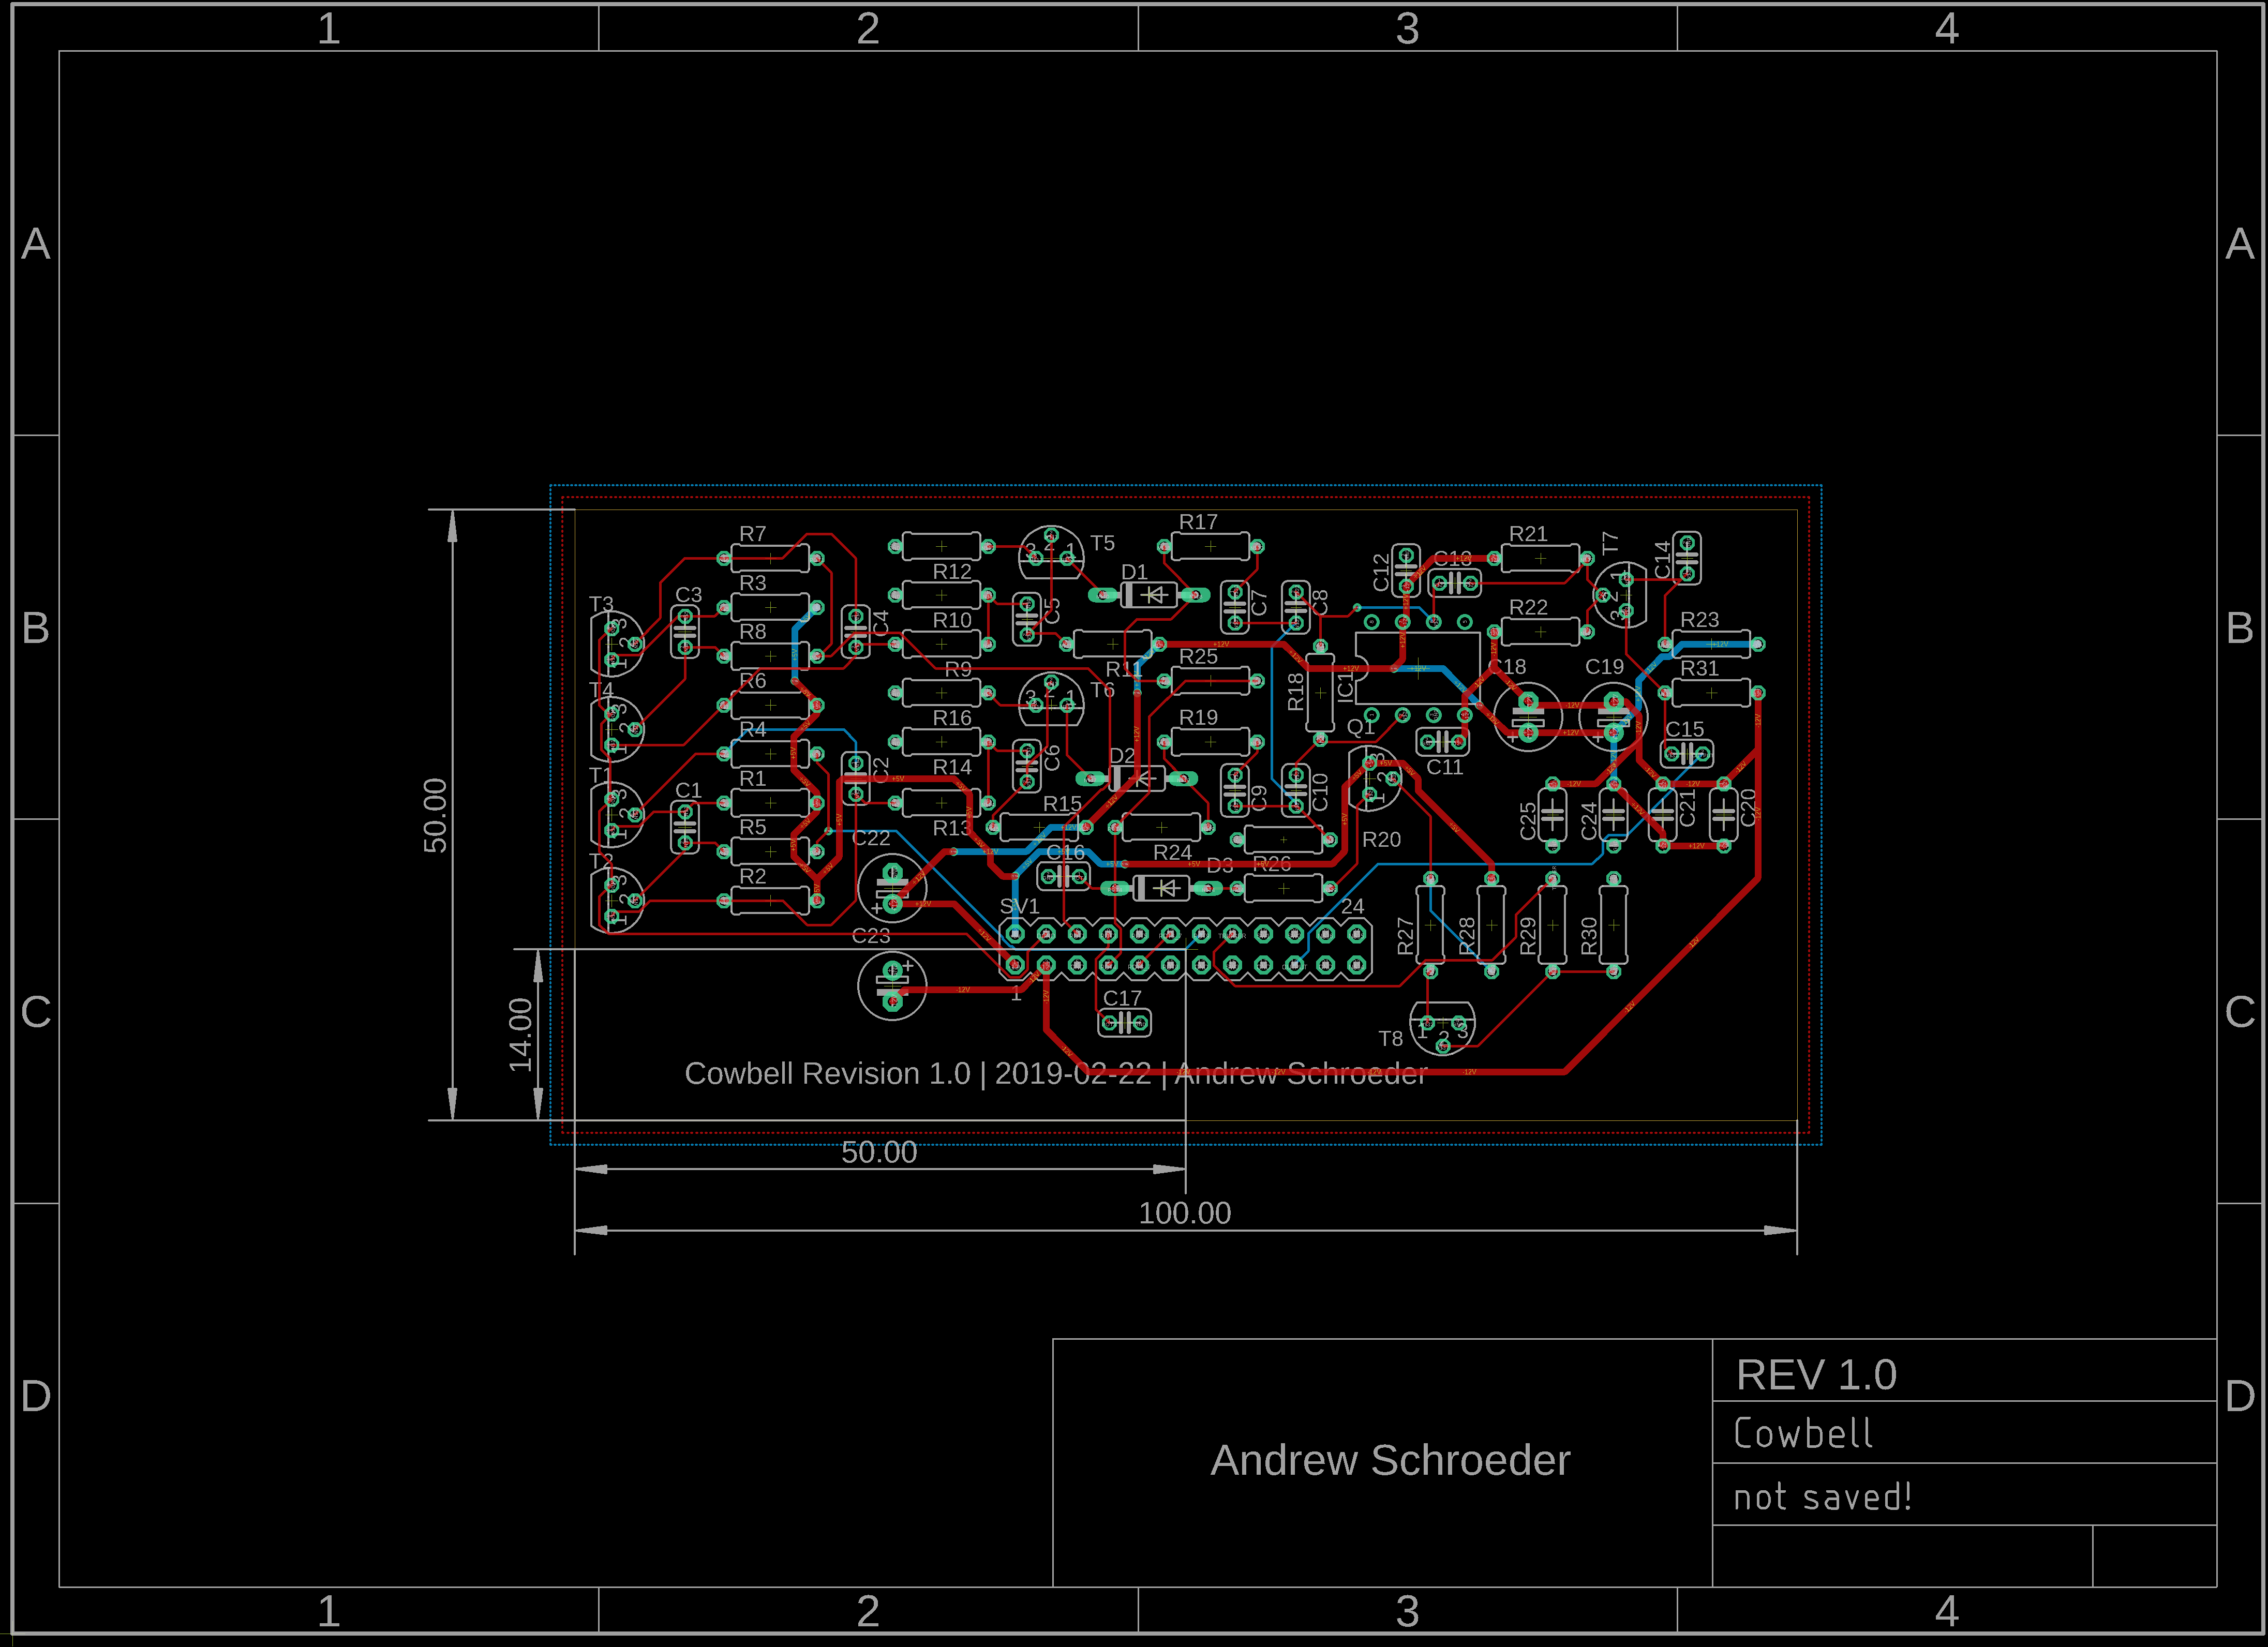 1 2 3 4
A A
B B
C C
D D
R7
R3
R8
R6
R4
R1
R5
R2
T3
T4
T1
T2
C3
C1
C4
C2
C22
C23
R12
R10
R9
R16
R14
R13
T5
C5
R11
T6
C6
R15
C16
D1
R17
C7
C8
R25
R19
D2
C9
C10
R24
D3
R26
R20
R18
IC1
Q1
C11
C12
C13
R21
R22
T7
C14
R23
R31
C18
C19
C15
C25
C24
C21
C20
R27
R28
R29
R30
T8
SV1
24
1
C17
+12V
-12V
+5V
50.00
14.00
Cowbell Revision 1.0 | 2019-02-22 | Andrew Schroeder
50.00
100.00
REV 1.0
Cowbell
Andrew Schroeder
not saved!
1 2 3 4